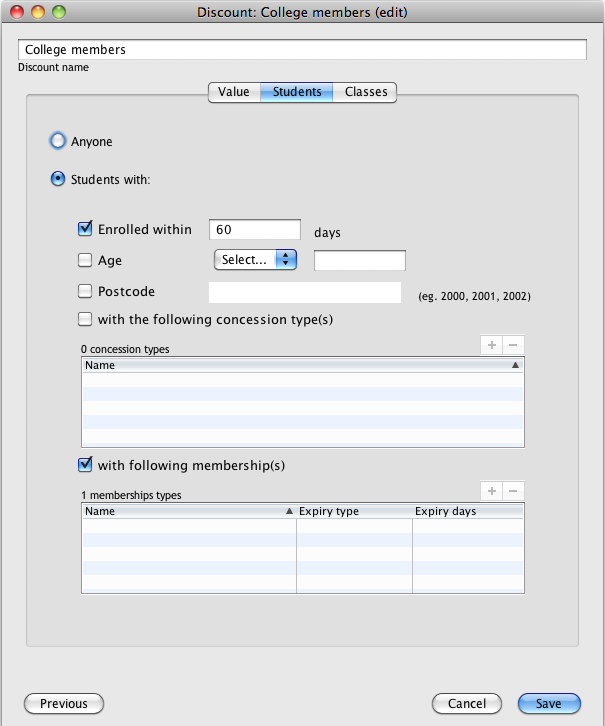 Discount: College members (edit)
College members
Discount name
Value Students Classes
Anyone
Students with:
Enrolled within 60 days
Age Select...
Postcode (eg. 2000, 2001, 2002)
with the following concession type(s)
0 concession types + −
Name
with following membership(s)
1 memberships types + −
Name Expiry type Expiry days
Previous Cancel Save